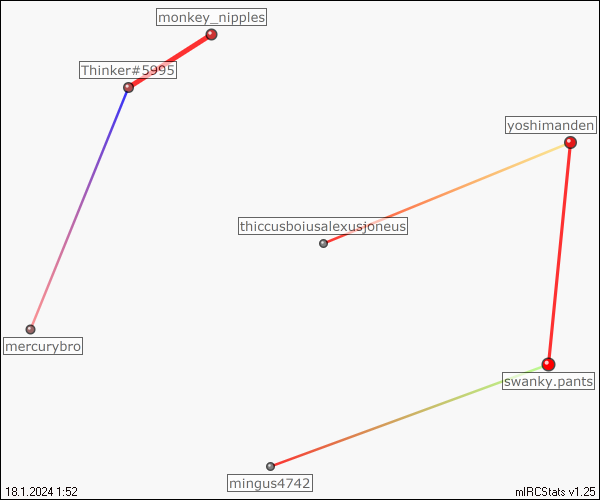 monkey_nipples
Thinker#5995
yoshimanden
thiccusboiusalexusjoneus
mercurybro
swanky.pants
mingus4742
18.1.2024 1:52
mIRCStats v1.25